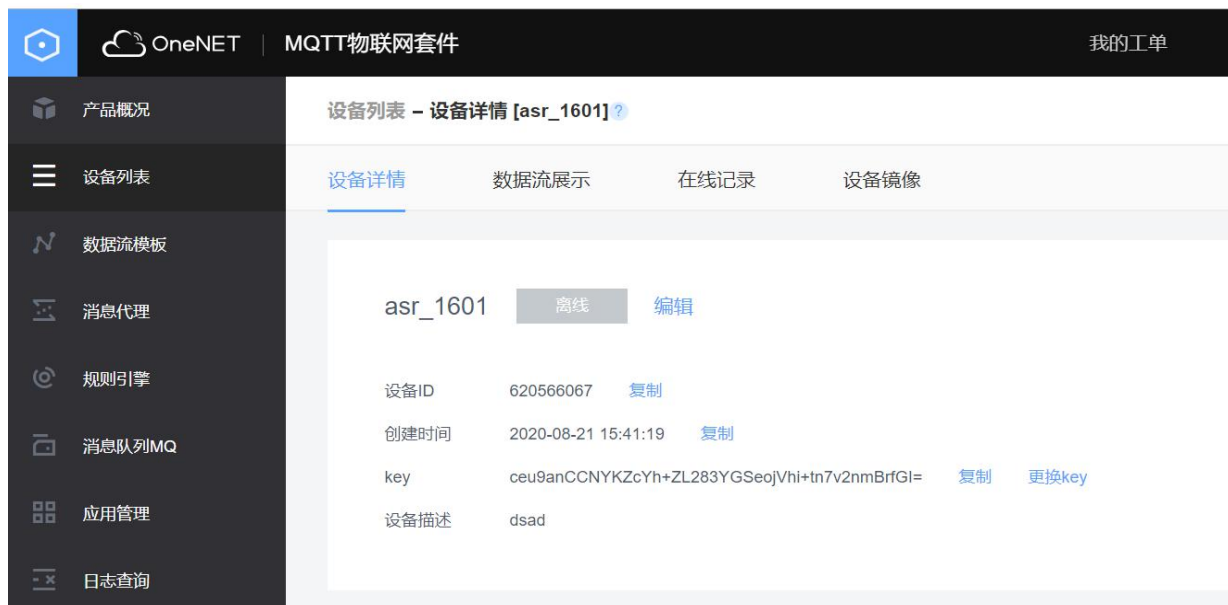 OneNET | MQTT物联网套件 我的工单
产品概况
设备列表
数据流模板
消息代理
规则引擎
消息队列MQ
应用管理
日志查询
设备列表 – 设备详情 [asr_1601] ?
设备详情 数据流展示 在线记录 设备镜像
asr_1601 离线 编辑
设备ID 620566067 复制
创建时间 2020-08-21 15:41:19 复制
key ceu9anCCNYKZcYh+ZL283YGSeojVhi+tn7v2nmBrfGI= 复制 更换key
设备描述 dsad